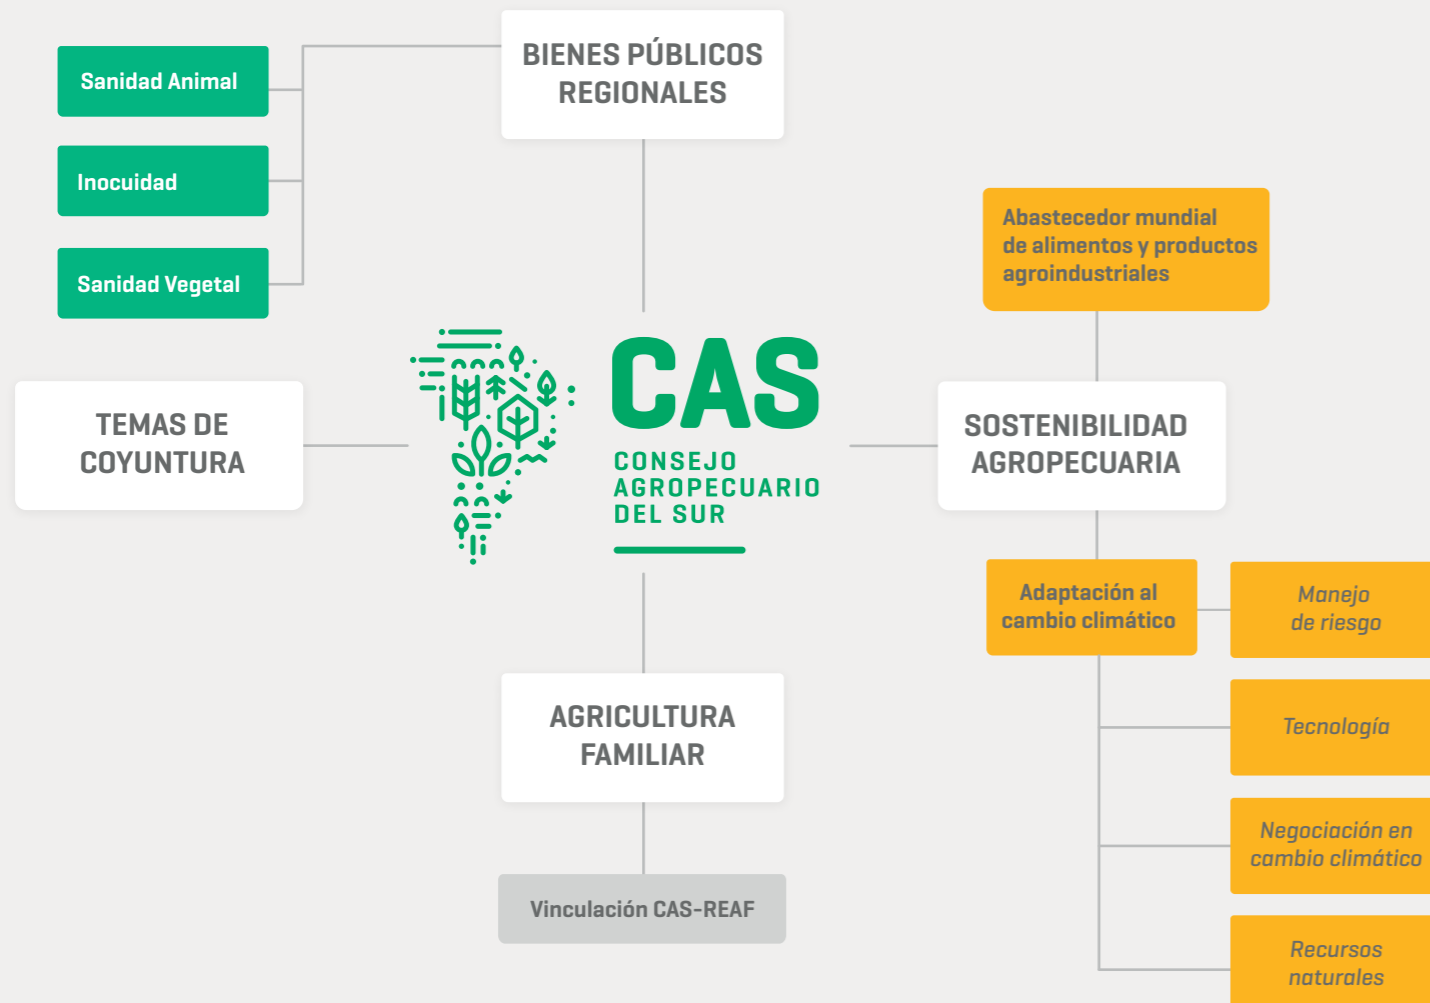 BIENES PÚBLICOS
REGIONALES
Sanidad Animal
Inocuidad
Sanidad Vegetal
Abastecedor mundial
de alimentos y productos
agroindustriales
TEMAS DE
COYUNTURA
CAS
CONSEJO
AGROPECUARIO
DEL SUR
SOSTENIBILIDAD
AGROPECUARIA
Adaptación al
cambio climático
Manejo
de riesgo
Tecnología
Negociación en
cambio climático
Recursos
naturales
AGRICULTURA
FAMILIAR
Vinculación CAS-REAF